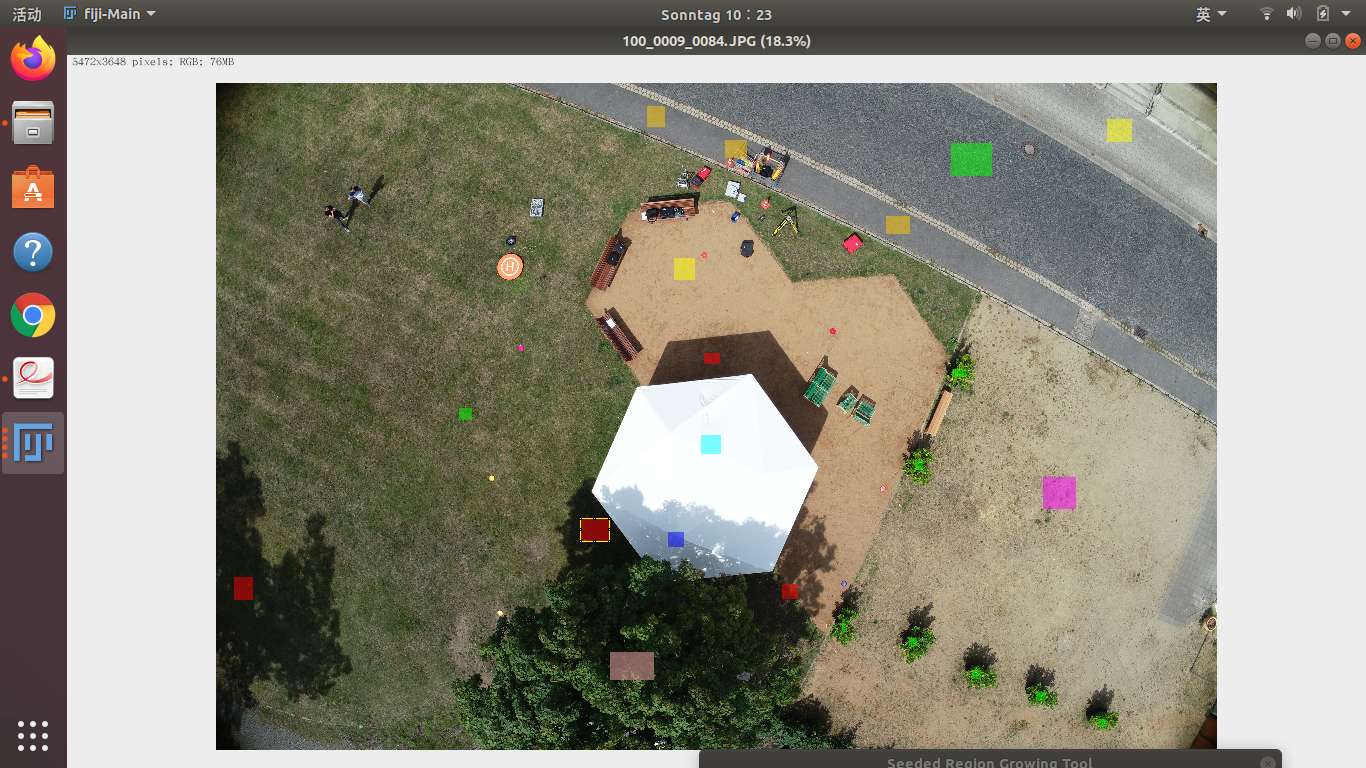 活动 fiji-Main Sonntag 10：23 英
100_0009_0084.JPG (18.3%)
5472x3648 pixels; RGB; 76MB
H
Seeded Region Growing Tool